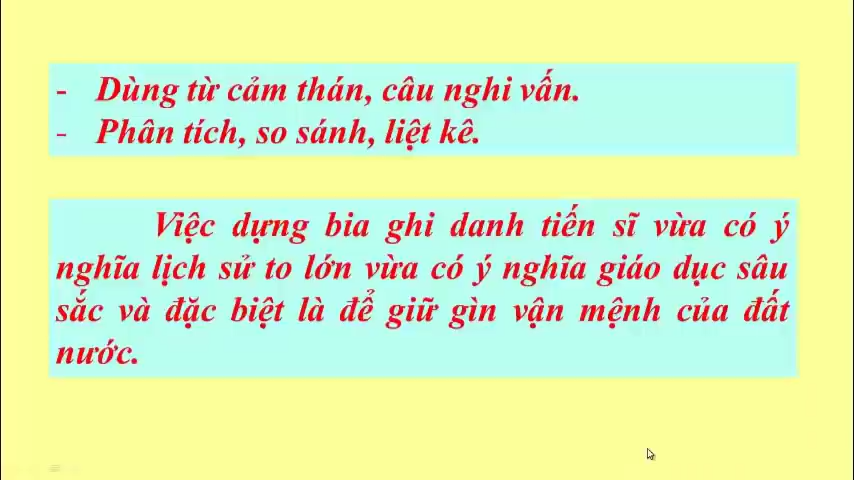 - Dùng từ cảm thán, câu nghi vấn.
- Phân tích, so sánh, liệt kê.
Việc dựng bia ghi danh tiến sĩ vừa có ý
nghĩa lịch sử to lớn vừa có ý nghĩa giáo dục sâu
sắc và đặc biệt là để giữ gìn vận mệnh của đất
nước.